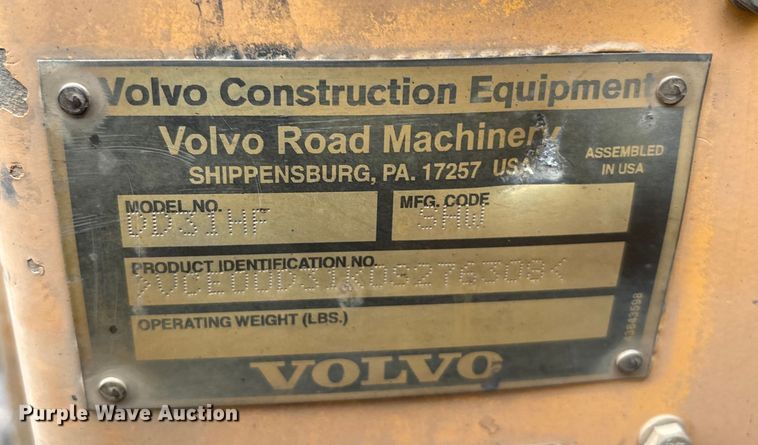 Volvo Construction Equipment
Volvo Road Machinery
SHIPPENSBURG, PA. 17257 USA
ASSEMBLED
IN USA
MODEL NO.
DD31HF
MFG. CODE
SHW
PRODUCT IDENTIFICATION NO.
OPERATING WEIGHT (LBS.)
43843598
VOLVO
Purple Wave Auction